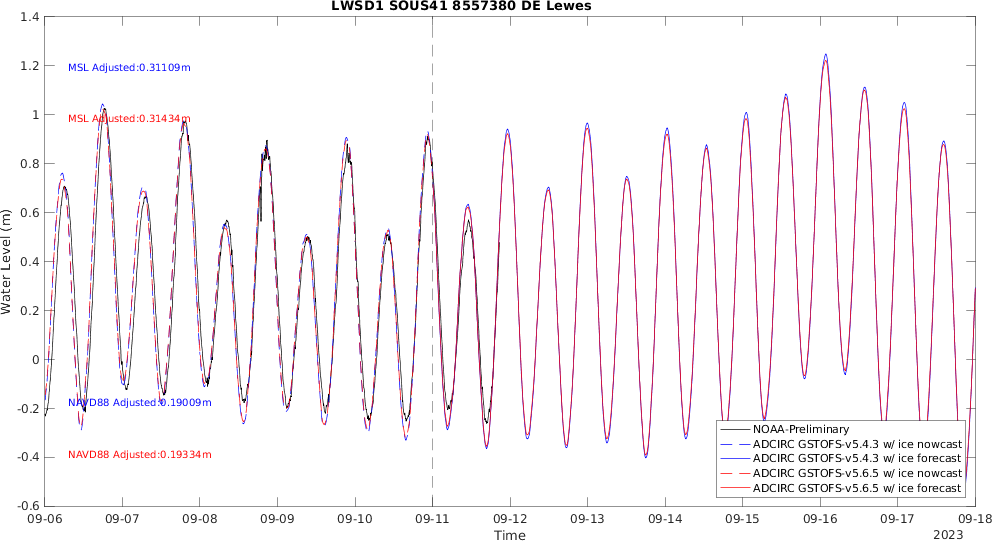 LWSD1 SOUS41 8557380 DE Lewes
1.4
1.2
1
0.8
0.6
0.4
0.2
0
-0.2
-0.4
-0.6
Water Level (m)
MSL Adjusted:0.31109m
MSL Adjusted:0.31434m
NAVD88 Adjusted:0.19009m
NAVD88 Adjusted:0.19334m
NOAA-Preliminary
ADCIRC GSTOFS-v5.4.3 w/ ice nowcast
ADCIRC GSTOFS-v5.4.3 w/ ice forecast
ADCIRC GSTOFS-v5.6.5 w/ ice nowcast
ADCIRC GSTOFS-v5.6.5 w/ ice forecast
09-06 09-07 09-08 09-09 09-10 09-11 09-12 09-13 09-14 09-15 09-16 09-17 09-18
Time
2023